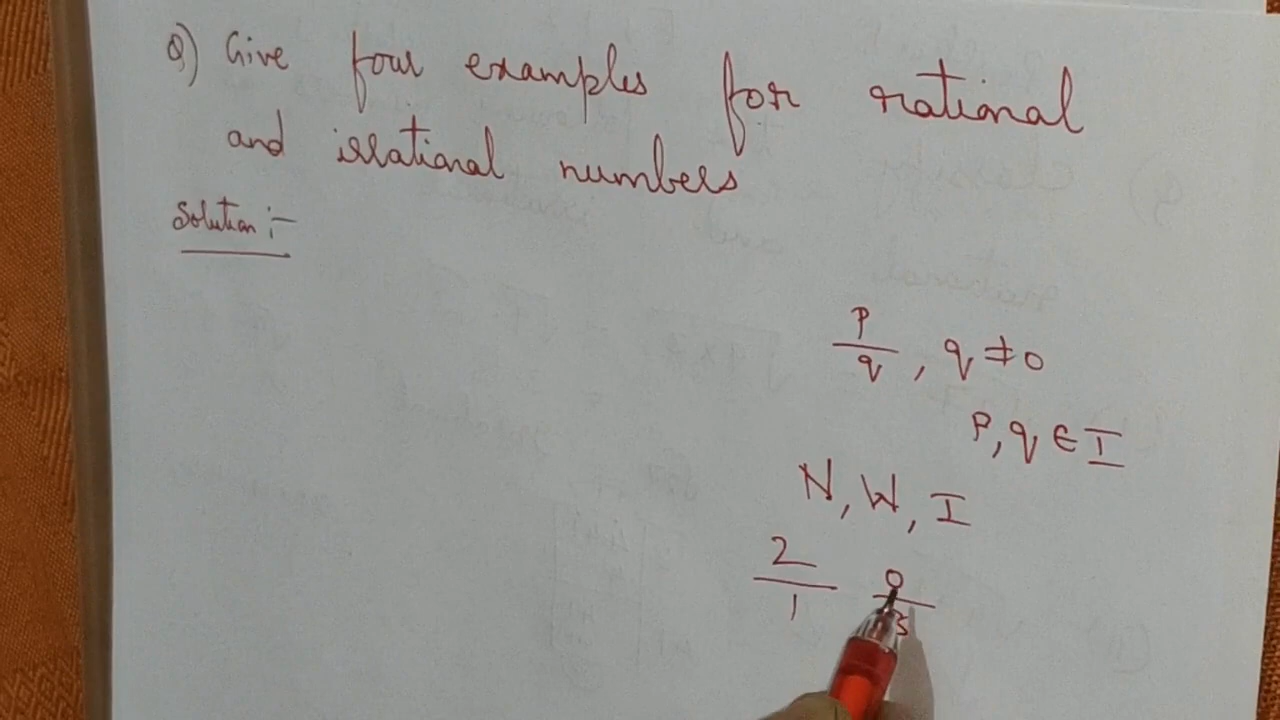 Q) Give four examples for rational
and irrational numbers
Solution :-
p/q , q ≠ 0
P, q ∈ I
N, W, I
2/1 0/3